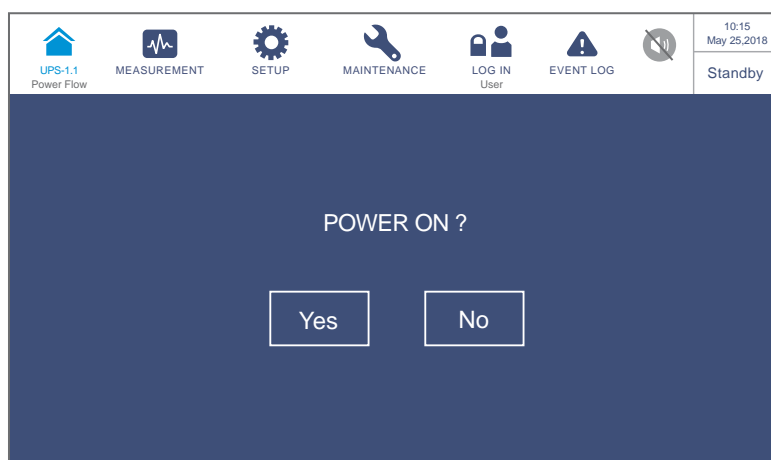 UPS-1.1
Power Flow
MEASUREMENT
SETUP
MAINTENANCE
LOG IN
User
EVENT LOG
10:15
May 25,2018
Standby
POWER ON ?
Yes
No